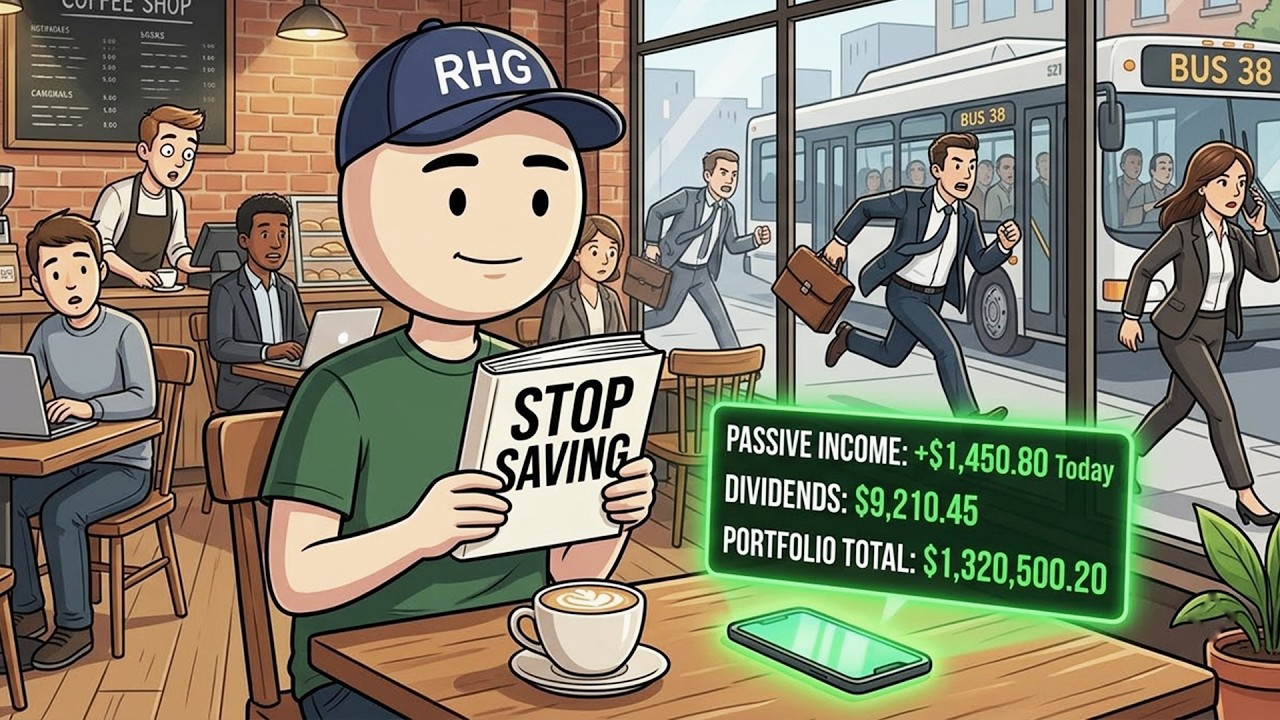 COFFEE SHOP
RHG
S21
BUS 38
BUS 38
STOP
SAVING
PASSIVE INCOME: +$1,450.80 Today
DIVIDENDS: $9,210.45
PORTFOLIO TOTAL: $1,320,500.20